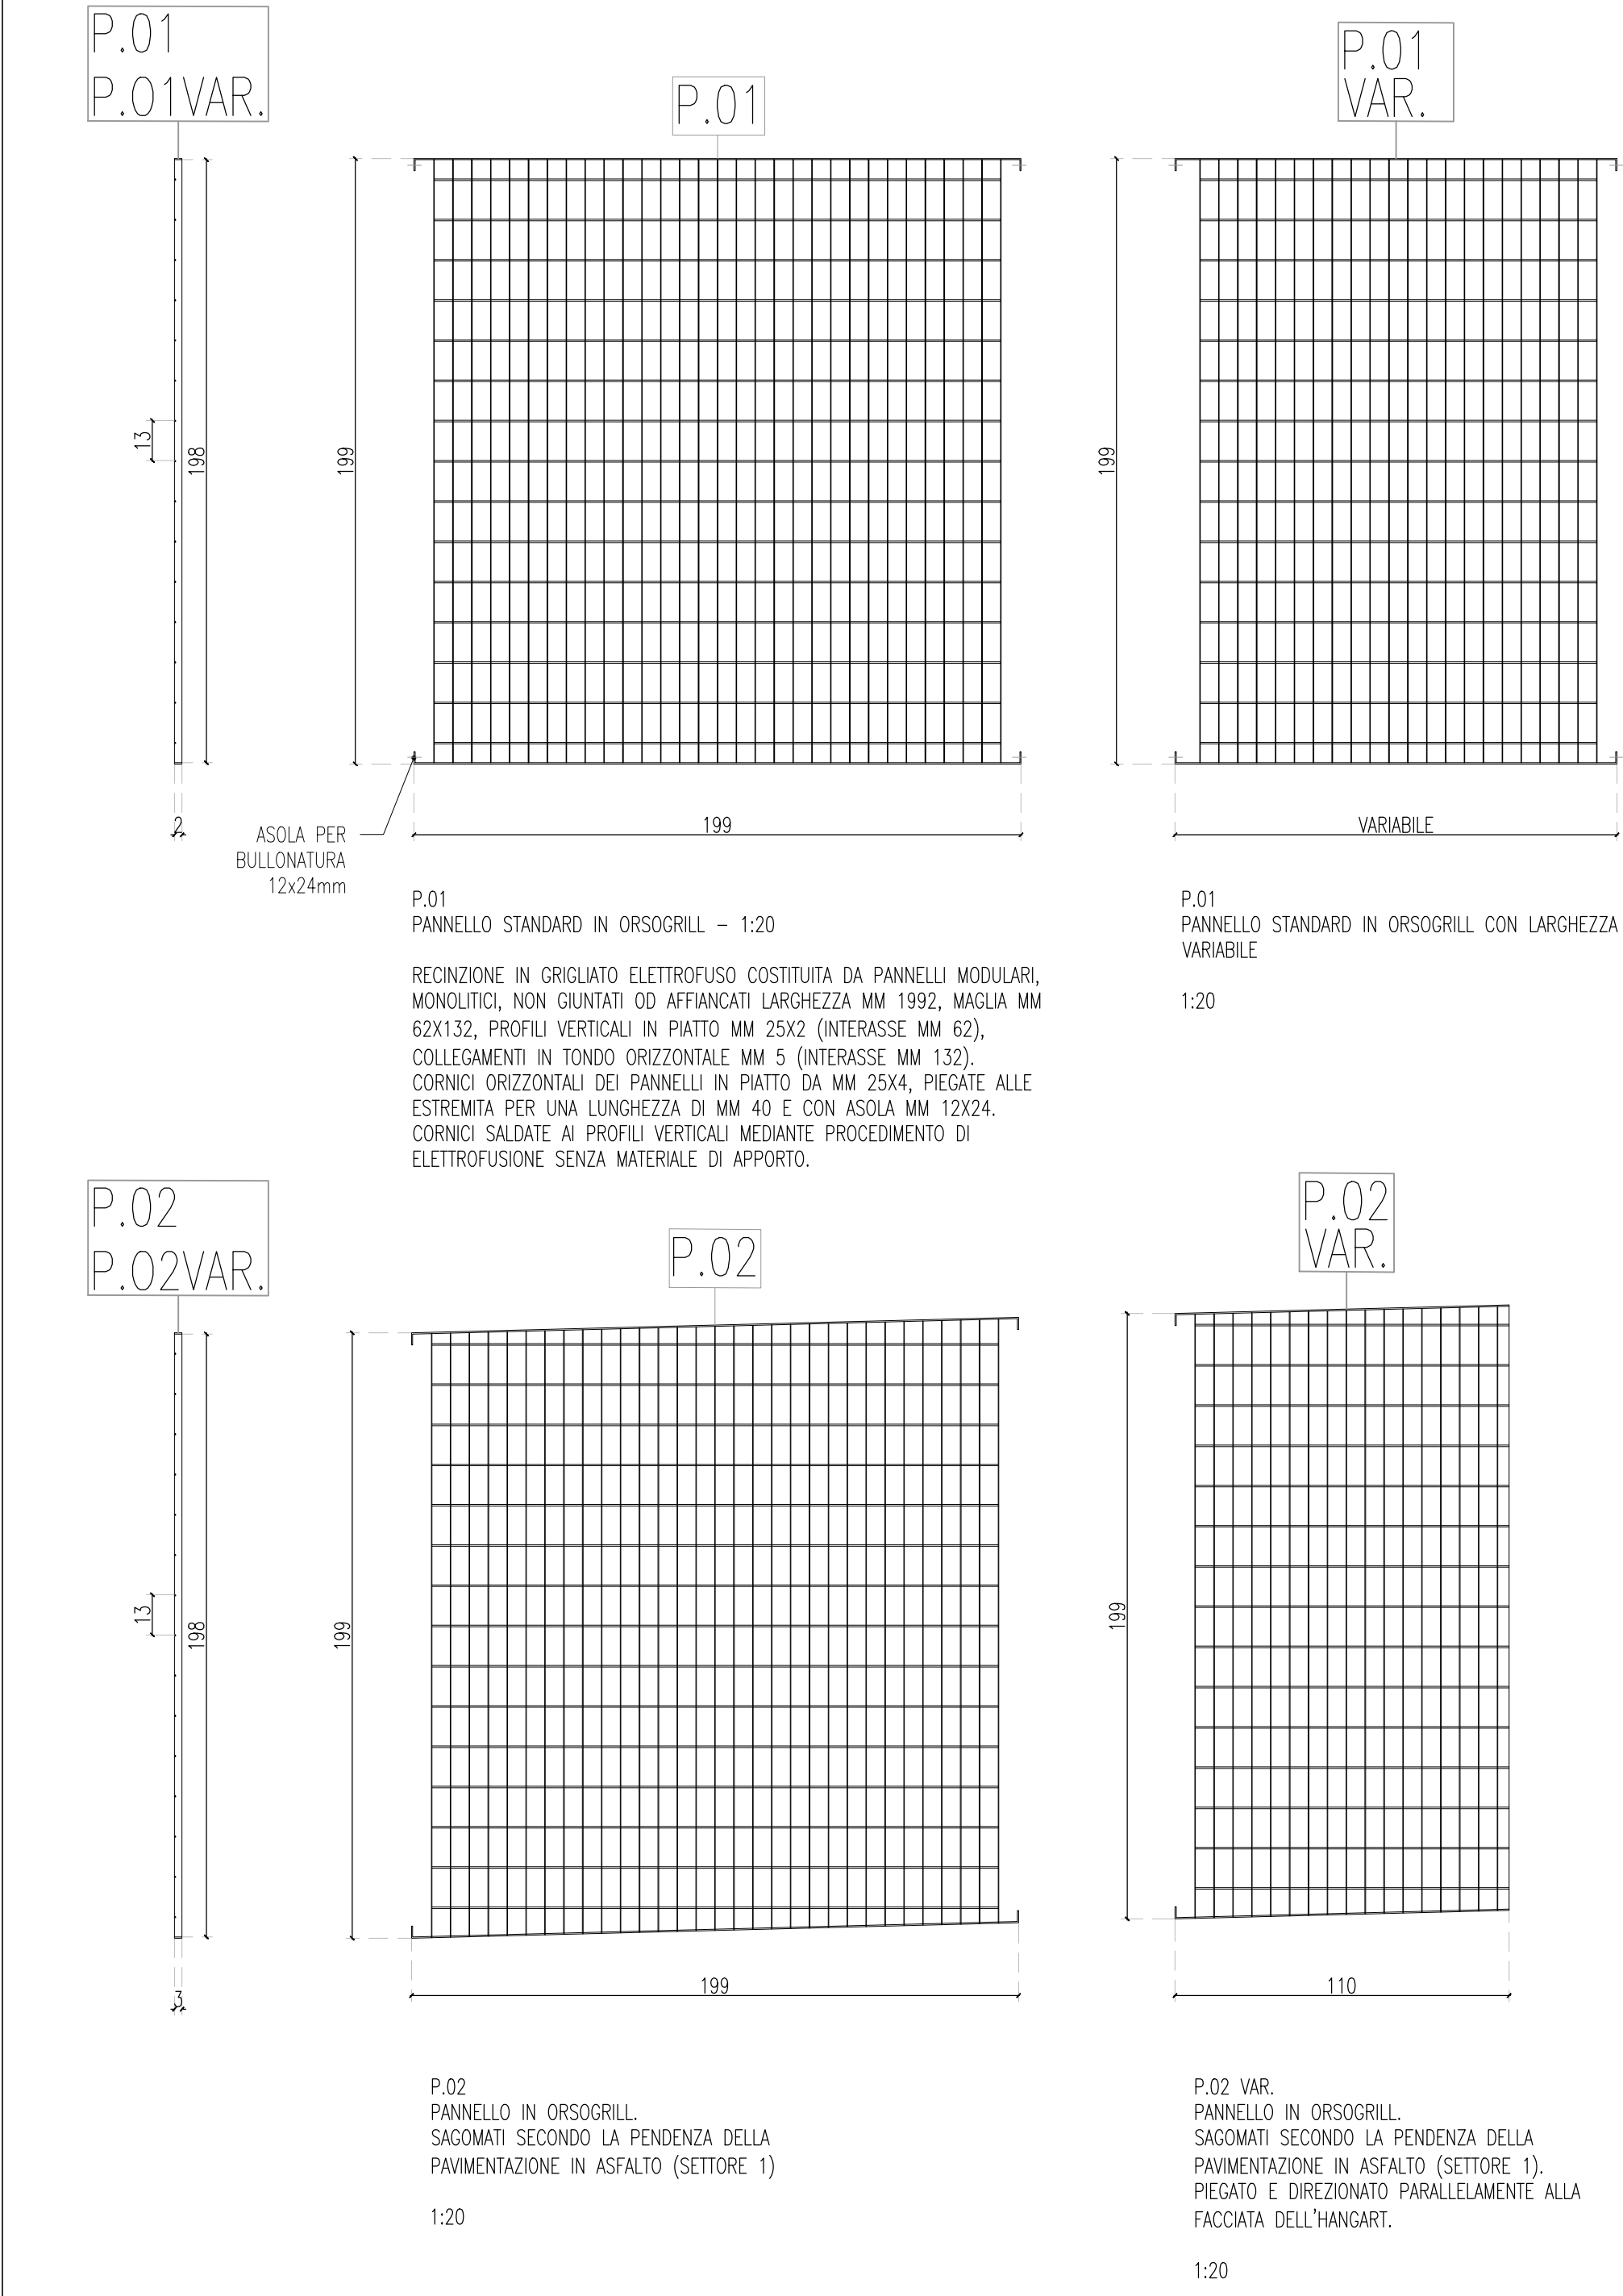 P.01
P.01VAR.
P.01
P.01
VAR.
13
198
199
199
2
ASOLA PER
BULLONATURA
12x24mm
199
VARIABILE
P.01
PANNELLO STANDARD IN ORSOGRILL – 1:20
RECINZIONE IN GRIGLIATO ELETTROFUSO COSTITUITA DA PANNELLI MODULARI,
MONOLITICI, NON GIUNTATI OD AFFIANCATI LARGHEZZA MM 1992, MAGLIA MM
62X132, PROFILI VERTICALI IN PIATTO MM 25X2 (INTERASSE MM 62),
COLLEGAMENTI IN TONDO ORIZZONTALE MM 5 (INTERASSE MM 132).
CORNICI ORIZZONTALI DEI PANNELLI IN PIATTO DA MM 25X4, PIEGATE ALLE
ESTREMITA PER UNA LUNGHEZZA DI MM 40 E CON ASOLA MM 12X24.
CORNICI SALDATE AI PROFILI VERTICALI MEDIANTE PROCEDIMENTO DI
ELETTROFUSIONE SENZA MATERIALE DI APPORTO.
P.01
PANNELLO STANDARD IN ORSOGRILL CON LARGHEZZA
VARIABILE
1:20
P.02
P.02VAR.
P.02
P.02
VAR.
13
198
199
199
3
199
110
P.02
PANNELLO IN ORSOGRILL.
SAGOMATI SECONDO LA PENDENZA DELLA
PAVIMENTAZIONE IN ASFALTO (SETTORE 1)
1:20
P.02 VAR.
PANNELLO IN ORSOGRILL.
SAGOMATI SECONDO LA PENDENZA DELLA
PAVIMENTAZIONE IN ASFALTO (SETTORE 1).
PIEGATO E DIREZIONATO PARALLELAMENTE ALLA
FACCIATA DELL'HANGART.
1:20